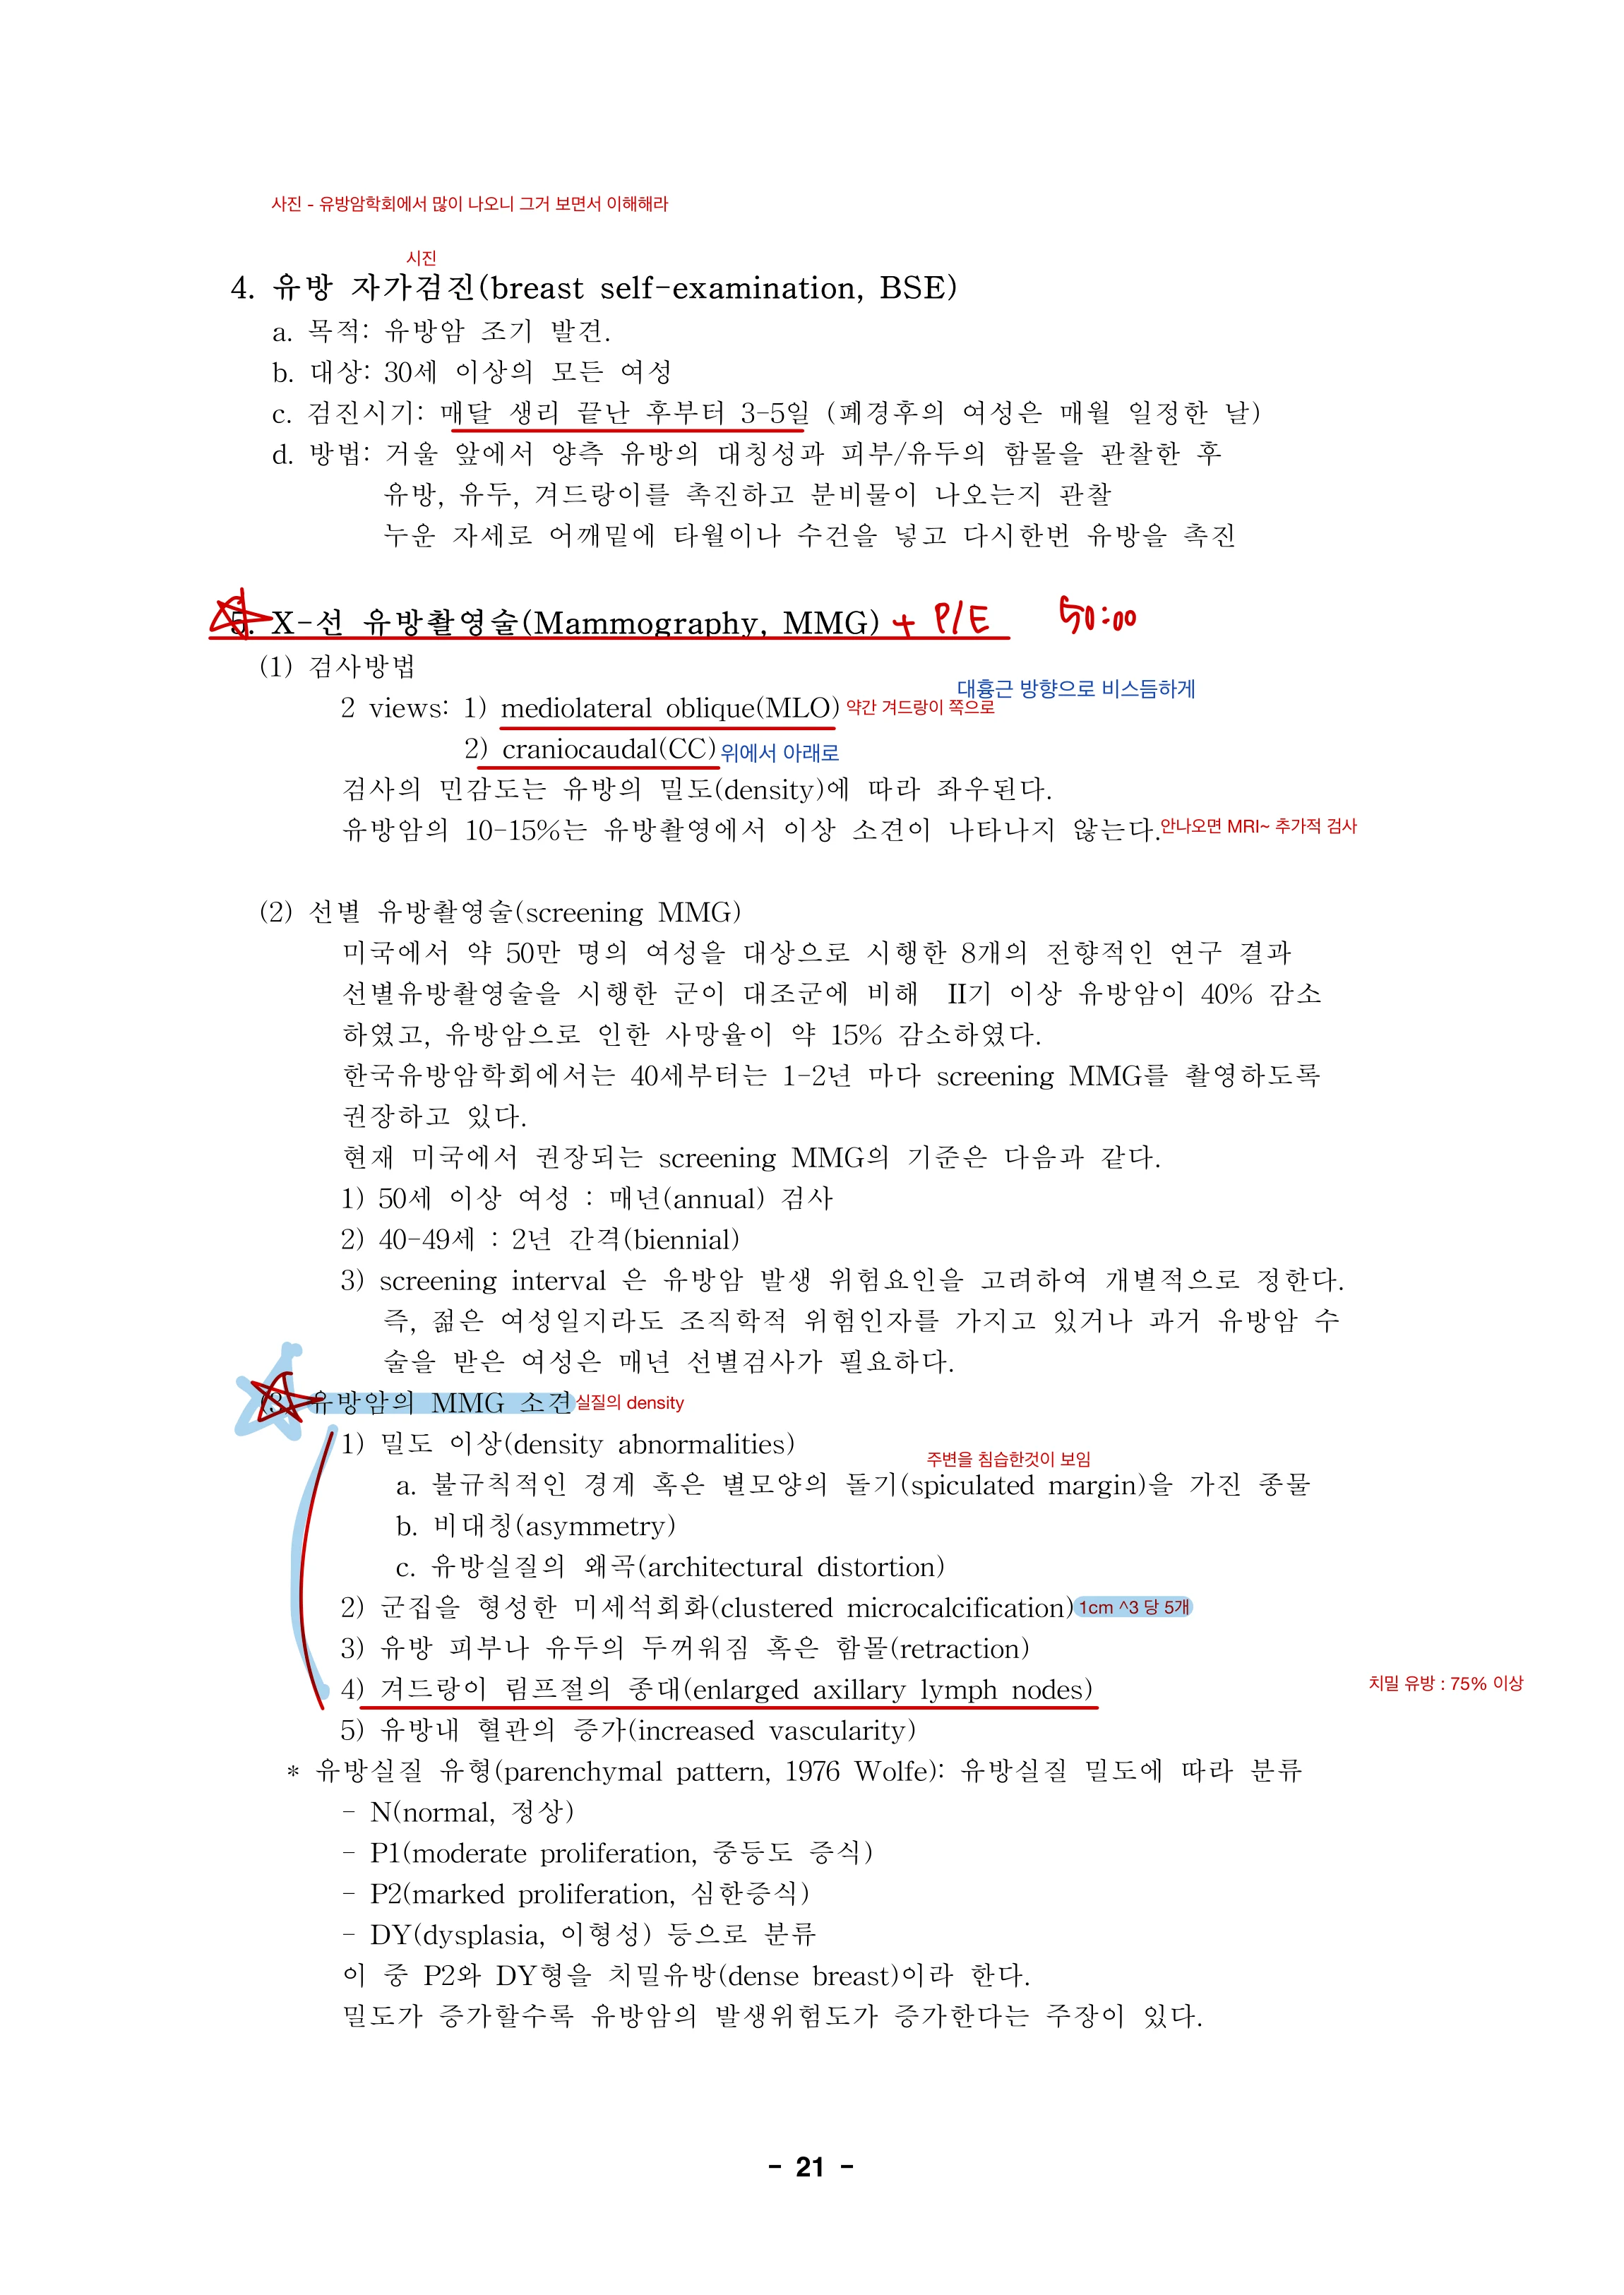 사진 - 유방암학회에서 많이 나오니 그거 보면서 이해해라
시진
4. 유방 자가검진(breast self-examination, BSE)
a. 목적: 유방암 조기 발견.
b. 대상: 30세 이상의 모든 여성
c. 검진시기: 매달 생리 끝난 후부터 3-5일 (폐경후의 여성은 매월 일정한 날)
d. 방법: 거울 앞에서 양측 유방의 대칭성과 피부/유두의 함몰을 관찰한 후
유방, 유두, 겨드랑이를 촉진하고 분비물이 나오는지 관찰
누운 자세로 어깨밑에 타월이나 수건을 넣고 다시한번 유방을 촉진
5. X-선 유방촬영술(Mammography, MMG) + P/E 50:00
(1) 검사방법
대흉근 방향으로 비스듬하게
2 views: 1) mediolateral oblique(MLO) 약간 겨드랑이 쪽으로
2) craniocaudal(CC) 위에서 아래로
검사의 민감도는 유방의 밀도(density)에 따라 좌우된다.
유방암의 10-15%는 유방촬영에서 이상 소견이 나타나지 않는다. 안나오면 MRI~ 추가적 검사
(2) 선별 유방촬영술(screening MMG)
미국에서 약 50만 명의 여성을 대상으로 시행한 8개의 전향적인 연구 결과
선별유방촬영술을 시행한 군이 대조군에 비해 II기 이상 유방암이 40% 감소
하였고, 유방암으로 인한 사망율이 약 15% 감소하였다.
한국유방암학회에서는 40세부터는 1-2년 마다 screening MMG를 촬영하도록
권장하고 있다.
현재 미국에서 권장되는 screening MMG의 기준은 다음과 같다.
1) 50세 이상 여성 : 매년(annual) 검사
2) 40-49세 : 2년 간격(biennial)
3) screening interval 은 유방암 발생 위험요인을 고려하여 개별적으로 정한다.
즉, 젊은 여성일지라도 조직학적 위험인자를 가지고 있거나 과거 유방암 수
술을 받은 여성은 매년 선별검사가 필요하다.
(3) 유방암의 MMG 소견 실질의 density
1) 밀도 이상(density abnormalities)
주변을 침습한것이 보임
a. 불규칙적인 경계 혹은 별모양의 돌기(spiculated margin)을 가진 종물
b. 비대칭(asymmetry)
c. 유방실질의 왜곡(architectural distortion)
2) 군집을 형성한 미세석회화(clustered microcalcification) 1cm ^3 당 5개
3) 유방 피부나 유두의 두꺼워짐 혹은 함몰(retraction)
4) 겨드랑이 림프절의 종대(enlarged axillary lymph nodes) 치밀 유방 : 75% 이상
5) 유방내 혈관의 증가(increased vascularity)
* 유방실질 유형(parenchymal pattern, 1976 Wolfe): 유방실질 밀도에 따라 분류
- N(normal, 정상)
- P1(moderate proliferation, 중등도 증식)
- P2(marked proliferation, 심한증식)
- DY(dysplasia, 이형성) 등으로 분류
이 중 P2와 DY형을 치밀유방(dense breast)이라 한다.
밀도가 증가할수록 유방암의 발생위험도가 증가한다는 주장이 있다.
- 21 -